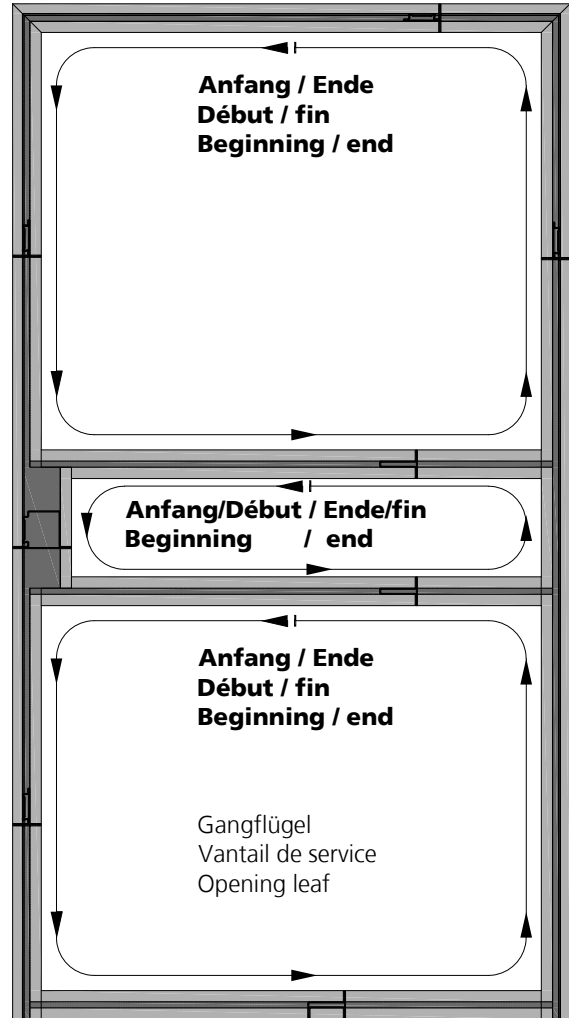 Anfang / Ende
Début / fin
Beginning / end
Anfang/Début / Ende/fin
Beginning / end
Anfang / Ende
Début / fin
Beginning / end
Gangflügel
Vantail de service
Opening leaf